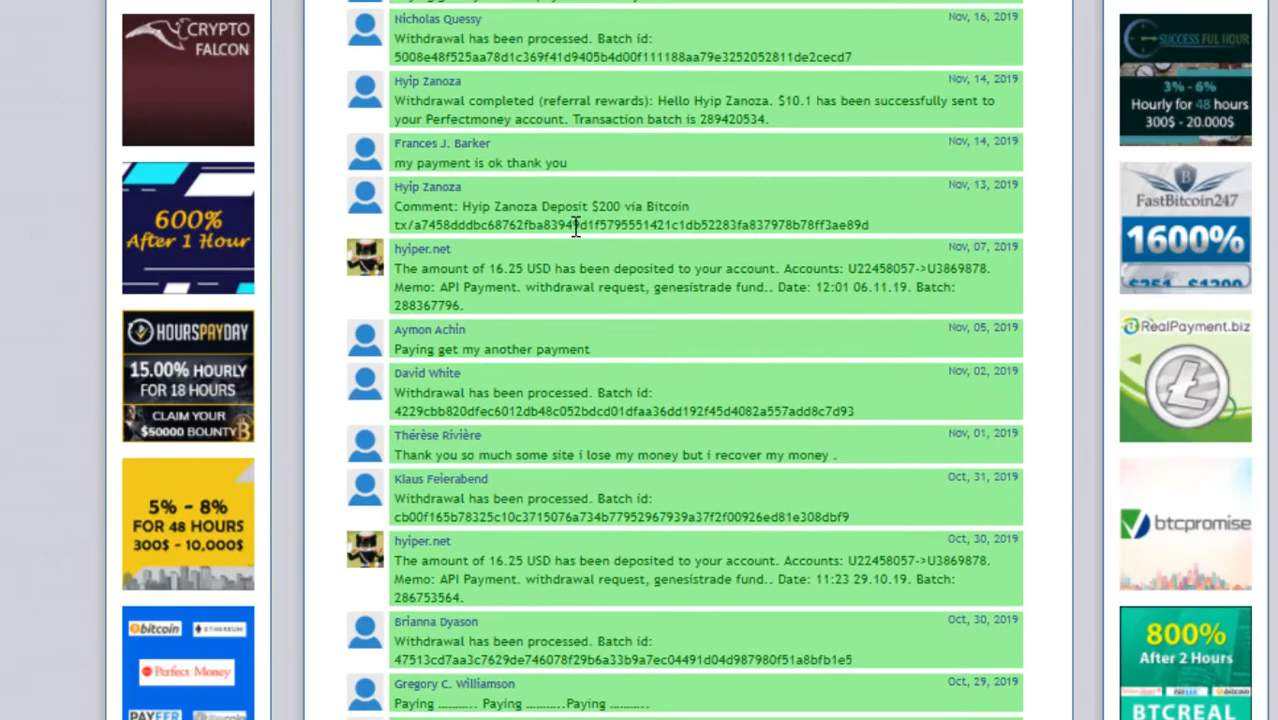 CRYPTO
FALCON
600%
After 1 Hour
HOURSPAYDAY
15.00% HOURLY
FOR 18 HOURS
CLAIM YOUR
$50000 BOUNTY
5% - 8%
FOR 48 HOURS
300$ - 10,000$
bitcoin
ETHEREUM
Perfect Money
PAYEER
bitcoin
Nicholas Quessy
Nov, 16, 2019
Withdrawal has been processed. Batch id:
5008e48f525aa78d1c369f41d9405b4d00f111188aa79e3252052811de2cecd7
Hyip Zanoza
Nov, 14, 2019
Withdrawal completed (referral rewards): Hello Hyip Zanoza. $10.1 has been successfully sent to
your Perfectmoney account. Transaction batch is 289420534.
Frances J. Barker
Nov, 14, 2019
my payment is ok thank you
Hyip Zanoza
Nov, 13, 2019
Comment: Hyip Zanoza Deposit $200 via Bitcoin
tx/a7458dddbc68762fba83949d1f5795551421c1db52283fa837978b78ff3ae89d
hyiper.net
Nov, 07, 2019
The amount of 16.25 USD has been deposited to your account. Accounts: U22458057->U3869878.
Memo: API Payment. withdrawal request, genesistrade fund.. Date: 12:01 06.11.19. Batch:
288367796.
Aymon Achin
Nov, 05, 2019
Paying get my another payment
David White
Nov, 02, 2019
Withdrawal has been processed. Batch id:
4229cbb820dfec6012db48c052bdcd01dfaa36dd192f45d4082a557add8c7d93
Thérèse Rivière
Nov, 01, 2019
Thank you so much some site i lose my money but i recover my money .
Klaus Feierabend
Oct, 31, 2019
Withdrawal has been processed. Batch id:
cb00f165b78325c10c3715076a734b77952967939a37f2f00926ed81e308dbf9
hyiper.net
Oct, 30, 2019
The amount of 16.25 USD has been deposited to your account. Accounts: U22458057->U3869878.
Memo: API Payment. withdrawal request, genesistrade fund.. Date: 11:23 29.10.19. Batch:
286753564.
Brianna Dyason
Oct, 30, 2019
Withdrawal has been processed. Batch id:
47513cd7aa3c7629de746078f29b6a33b9a7ec04491d04d987980f51a8bfb1e5
Gregory C. Williamson
Oct, 29, 2019
Paying ........... Paying ...........Paying ...........
SUCCESS FUL HOUR
3% - 6%
Hourly for 48 hours
300$ - 20.000$
FastBitcoin247
1600%
$251 - $1200
RealPayment.biz
btcpromise
800%
After 2 Hours
PAYEER
bitcoin
BTCREAL